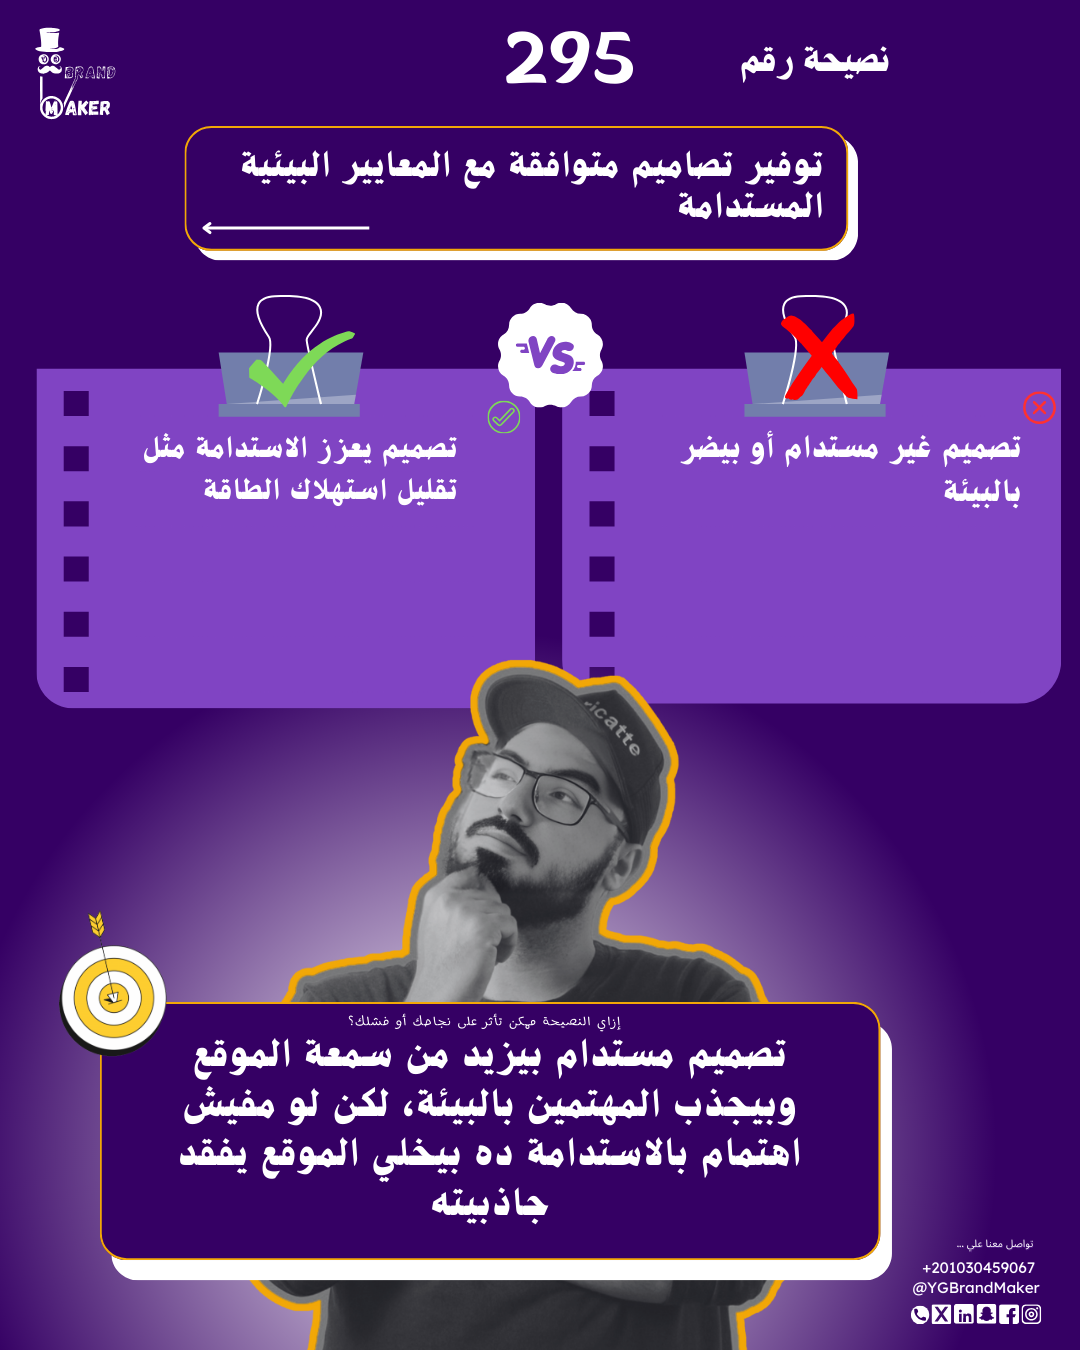 BRAND
MAKER
نصيحة رقم 295
توفير تصاميم متوافقة مع المعايير البيئية
المستدامة
VS
تصميم غير مستدام أو بيضر
بالبيئة
تصميم يعزز الاستدامة مثل
تقليل استهلاك الطاقة
icatte
إزاي النصيحة ممكن تأثر على نجاحك أو فشلك؟
تصميم مستدام بيزيد من سمعة الموقع
وبيجذب المهتمين بالبيئة، لكن لو مفيش
اهتمام بالاستدامة ده بيخلي الموقع يفقد
جاذبيته
تواصل معنا علي ...
+201030459067
@YGBrandMaker